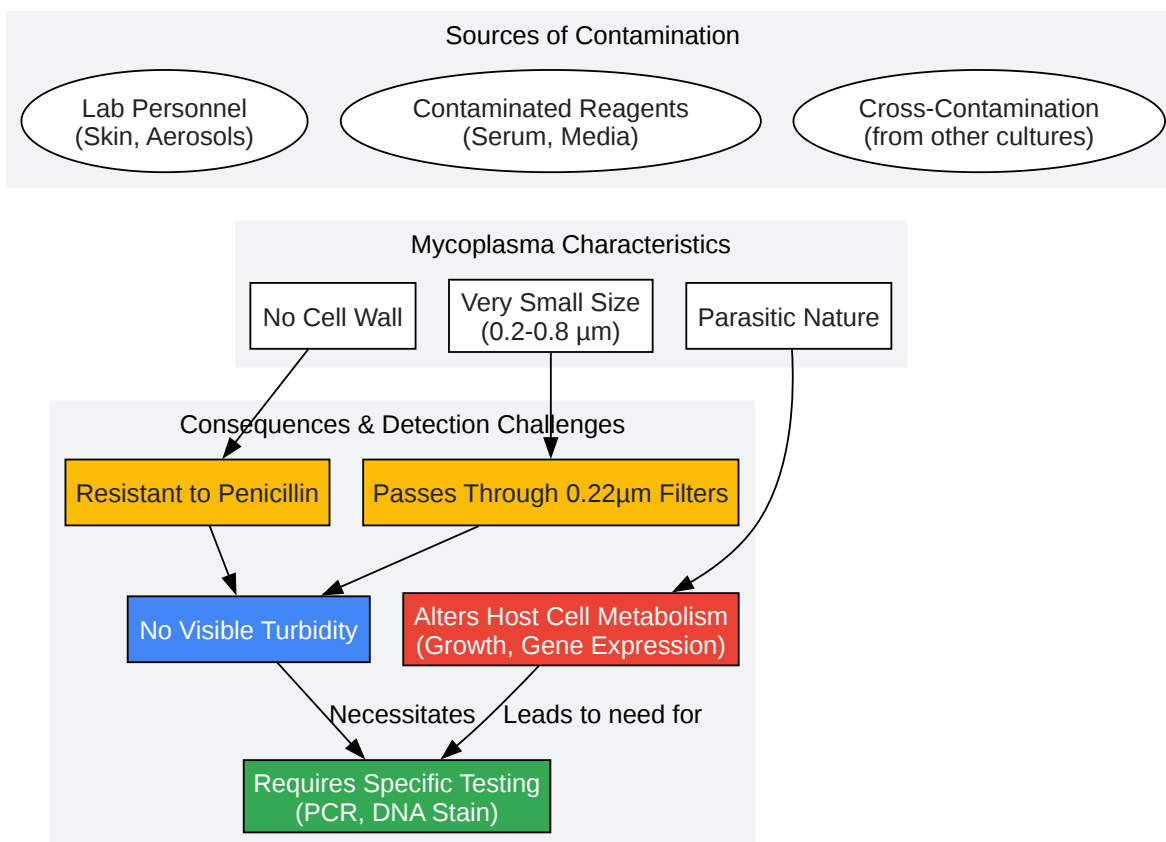 Sources of Contamination
Lab Personnel
(Skin, Aerosols)
Contaminated Reagents
(Serum, Media)
Cross-Contamination
(from other cultures)
Mycoplasma Characteristics
No Cell Wall
Very Small Size
(0.2-0.8 µm)
Parasitic Nature
Consequences & Detection Challenges
Resistant to Penicillin
Passes Through 0.22µm Filters
No Visible Turbidity
Alters Host Cell Metabolism
(Growth, Gene Expression)
Necessitates
Leads to need for
Requires Specific Testing
(PCR, DNA Stain)